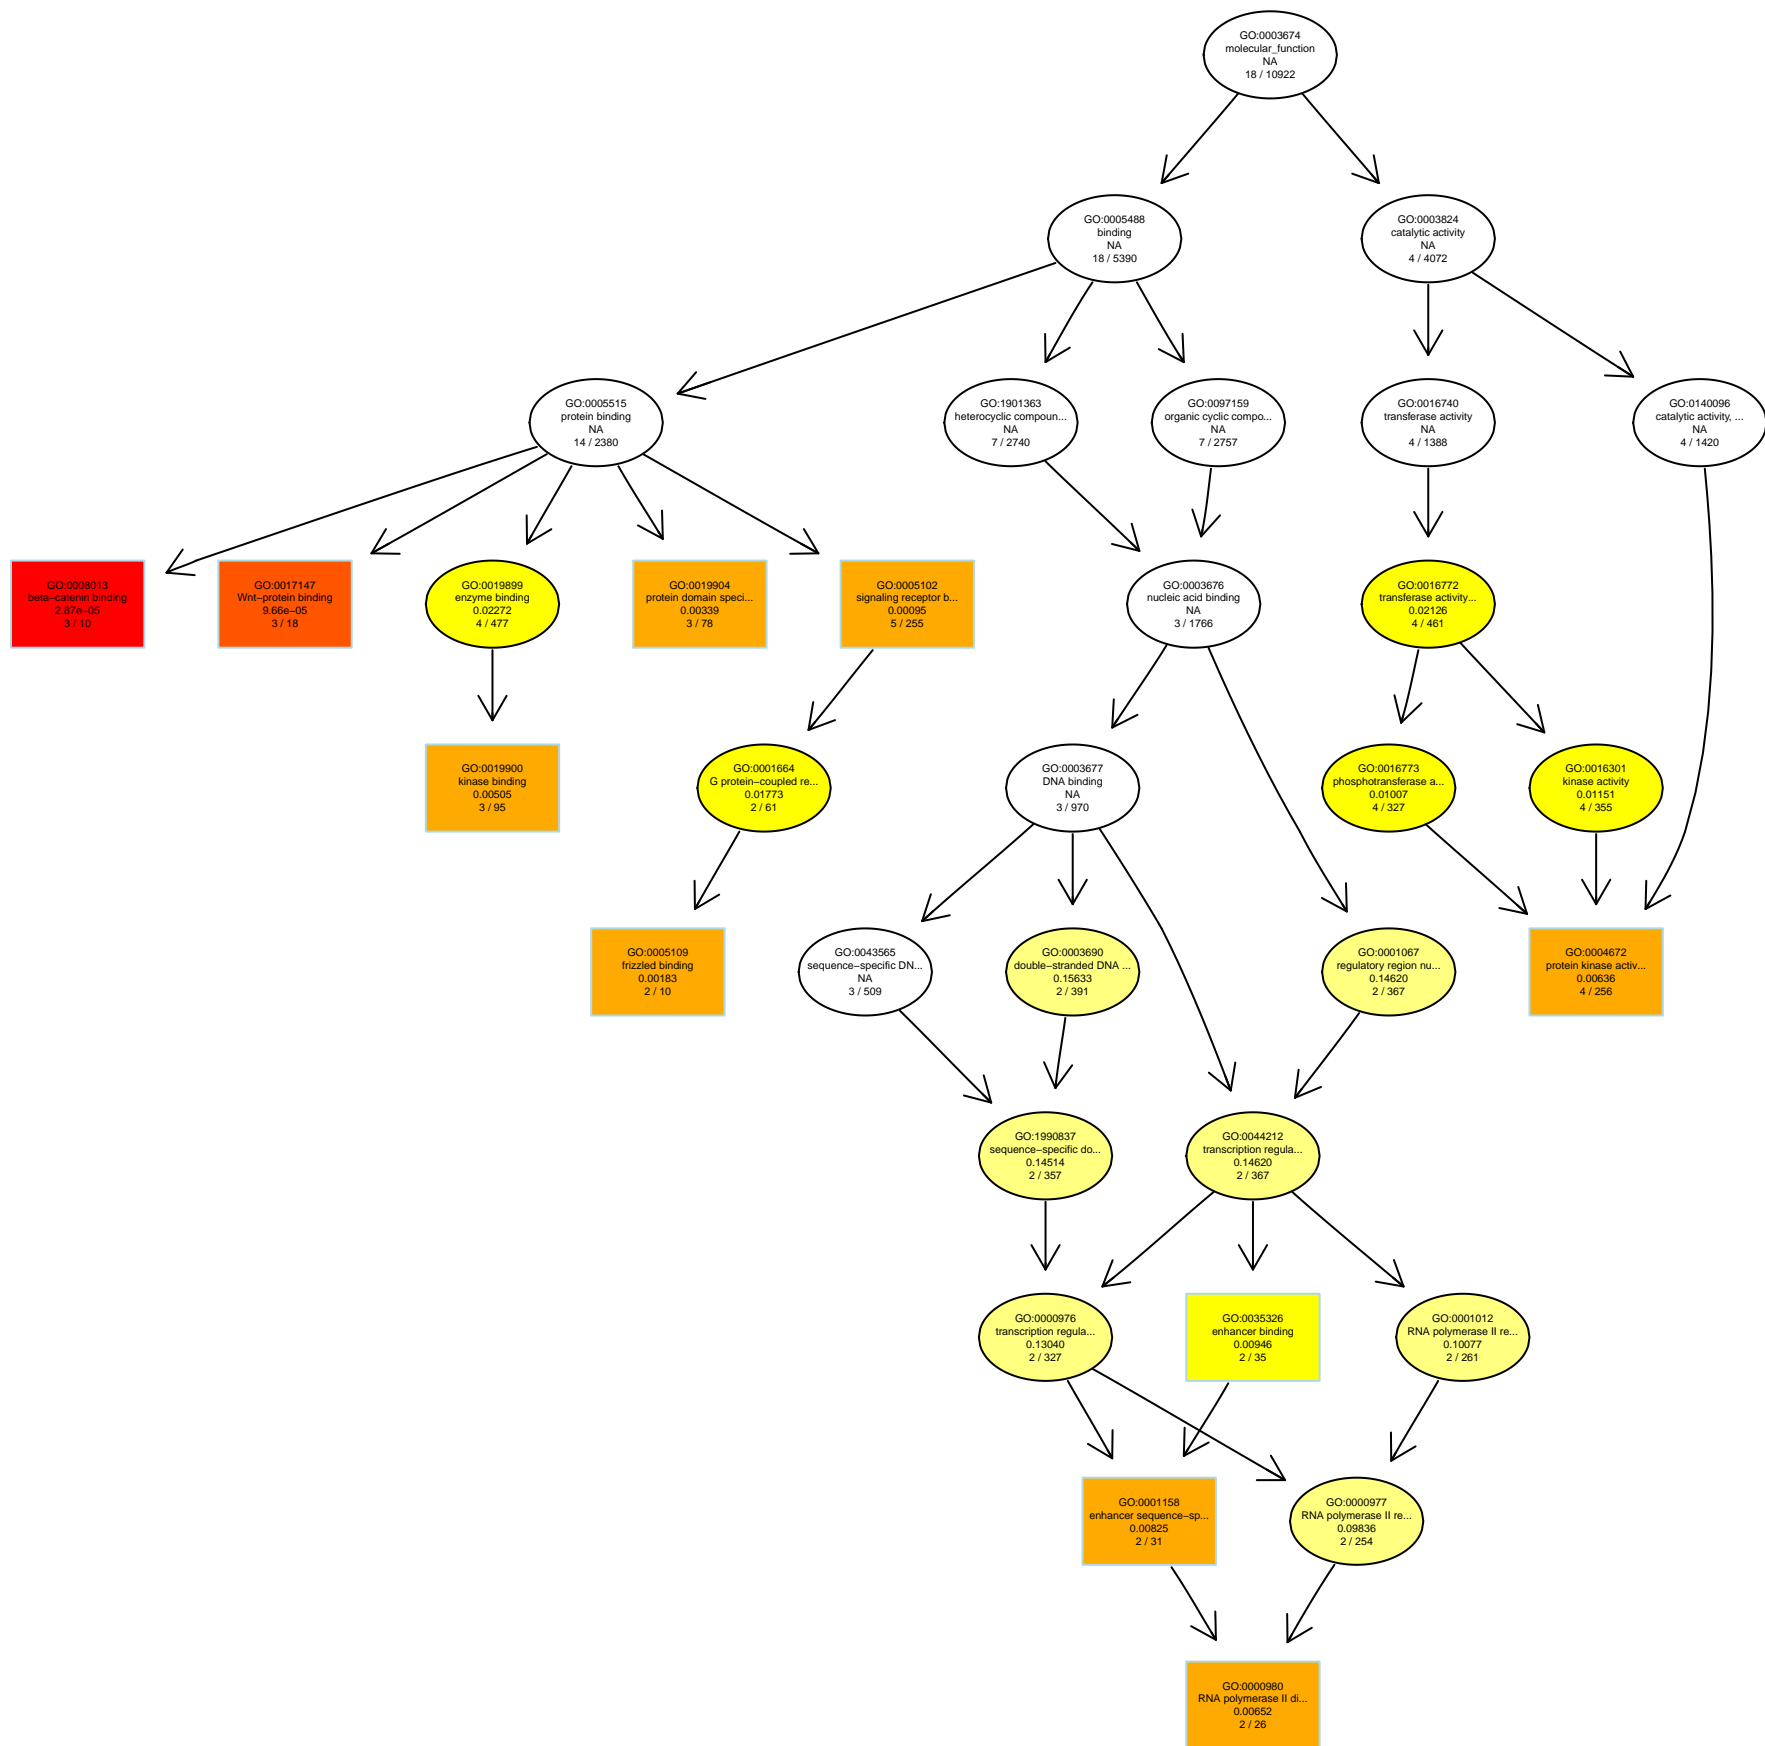 GO:0003674
molecular_function
NA
18 / 10922
GO:0005488
binding
NA
18 / 5390
GO:0003824
catalytic activity
NA
4 / 4072
GO:0005515
protein binding
NA
14 / 2380
GO:1901363
heterocyclic compoun...
NA
7 / 2740
GO:0097159
organic cyclic compo...
NA
7 / 2757
GO:0016740
transferase activity
NA
4 / 1388
GO:0140096
catalytic activity, ...
NA
4 / 1420
GO:0008013
beta−catenin binding
2.87e−05
3 / 10
GO:0017147
Wnt−protein binding
9.66e−05
3 / 18
GO:0019899
enzyme binding
0.02272
4 / 477
GO:0019904
protein domain speci...
0.00339
3 / 78
GO:0005102
signaling receptor b...
0.00095
5 / 255
GO:0003676
nucleic acid binding
NA
3 / 1766
GO:0016772
transferase activity...
0.02126
4 / 461
GO:0019900
kinase binding
0.00505
3 / 95
GO:0001664
G protein−coupled re...
0.01773
2 / 61
GO:0003677
DNA binding
NA
3 / 970
GO:0016773
phosphotransferase a...
0.01007
4 / 327
GO:0016301
kinase activity
0.01151
4 / 355
GO:0005109
frizzled binding
0.00183
2 / 10
GO:0043565
sequence−specific DN...
NA
3 / 509
GO:0003690
double−stranded DNA ...
0.15633
2 / 391
GO:0001067
regulatory region nu...
0.14620
2 / 367
GO:0004672
protein kinase activ...
0.00636
4 / 256
GO:1990837
sequence−specific do...
0.14514
2 / 357
GO:0044212
transcription regula...
0.14620
2 / 367
GO:0000976
transcription regula...
0.13040
2 / 327
GO:0035326
enhancer binding
0.00946
2 / 35
GO:0001012
RNA polymerase II re...
0.10077
2 / 261
GO:0001158
enhancer sequence−sp...
0.00825
2 / 31
GO:0000977
RNA polymerase II re...
0.09836
2 / 254
GO:0000980
RNA polymerase II di...
0.00652
2 / 26